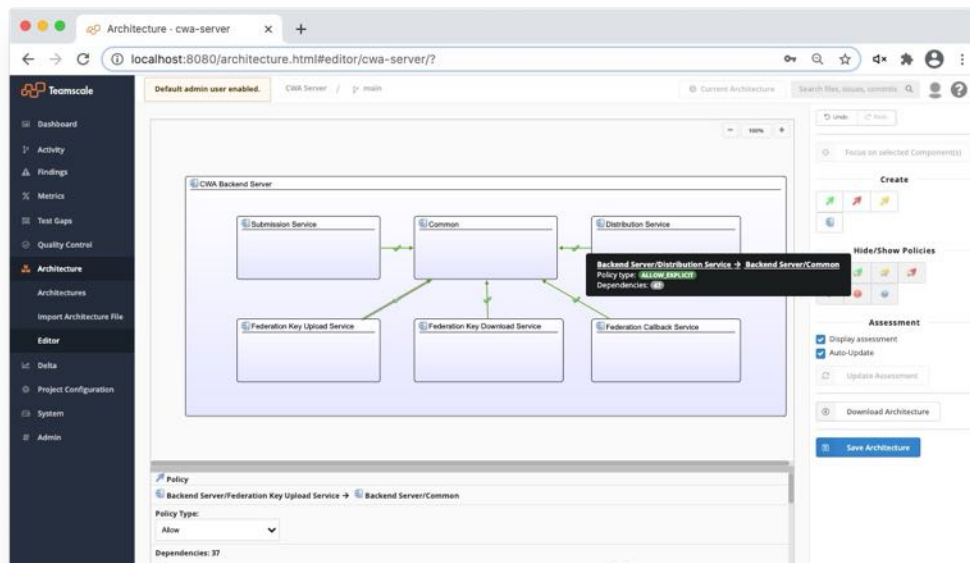 Architecture - cwa-server
localhost:8080/architecture.html#editor/cwa-server/?
Teamscale
Default admin user enabled.
CWA Server / main
Current Architecture
Search files, issues, commits
Dashboard
Activity
Findings
Metrics
Test Gaps
Quality Control
Architecture
Architectures
Import Architecture File
Editor
Delta
Project Configuration
System
Admin
100%
CWA Backend Server
Submission Service
Common
Distribution Service
Backend Server/Distribution Service → Backend Server/Common
Policy type: ALLOW_EXPLICIT
Dependencies: 47
Federation Key Upload Service
Federation Key Download Service
Federation Callback Service
Policy
Backend Server/Federation Key Upload Service → Backend Server/Common
Policy Type:
Allow
Dependencies: 37
Undo
Redo
Focus on selected Component(s)
Create
Hide/Show Policies
Assessment
Display assessment
Auto-Update
Update Assessment
Download Architecture
Save Architecture